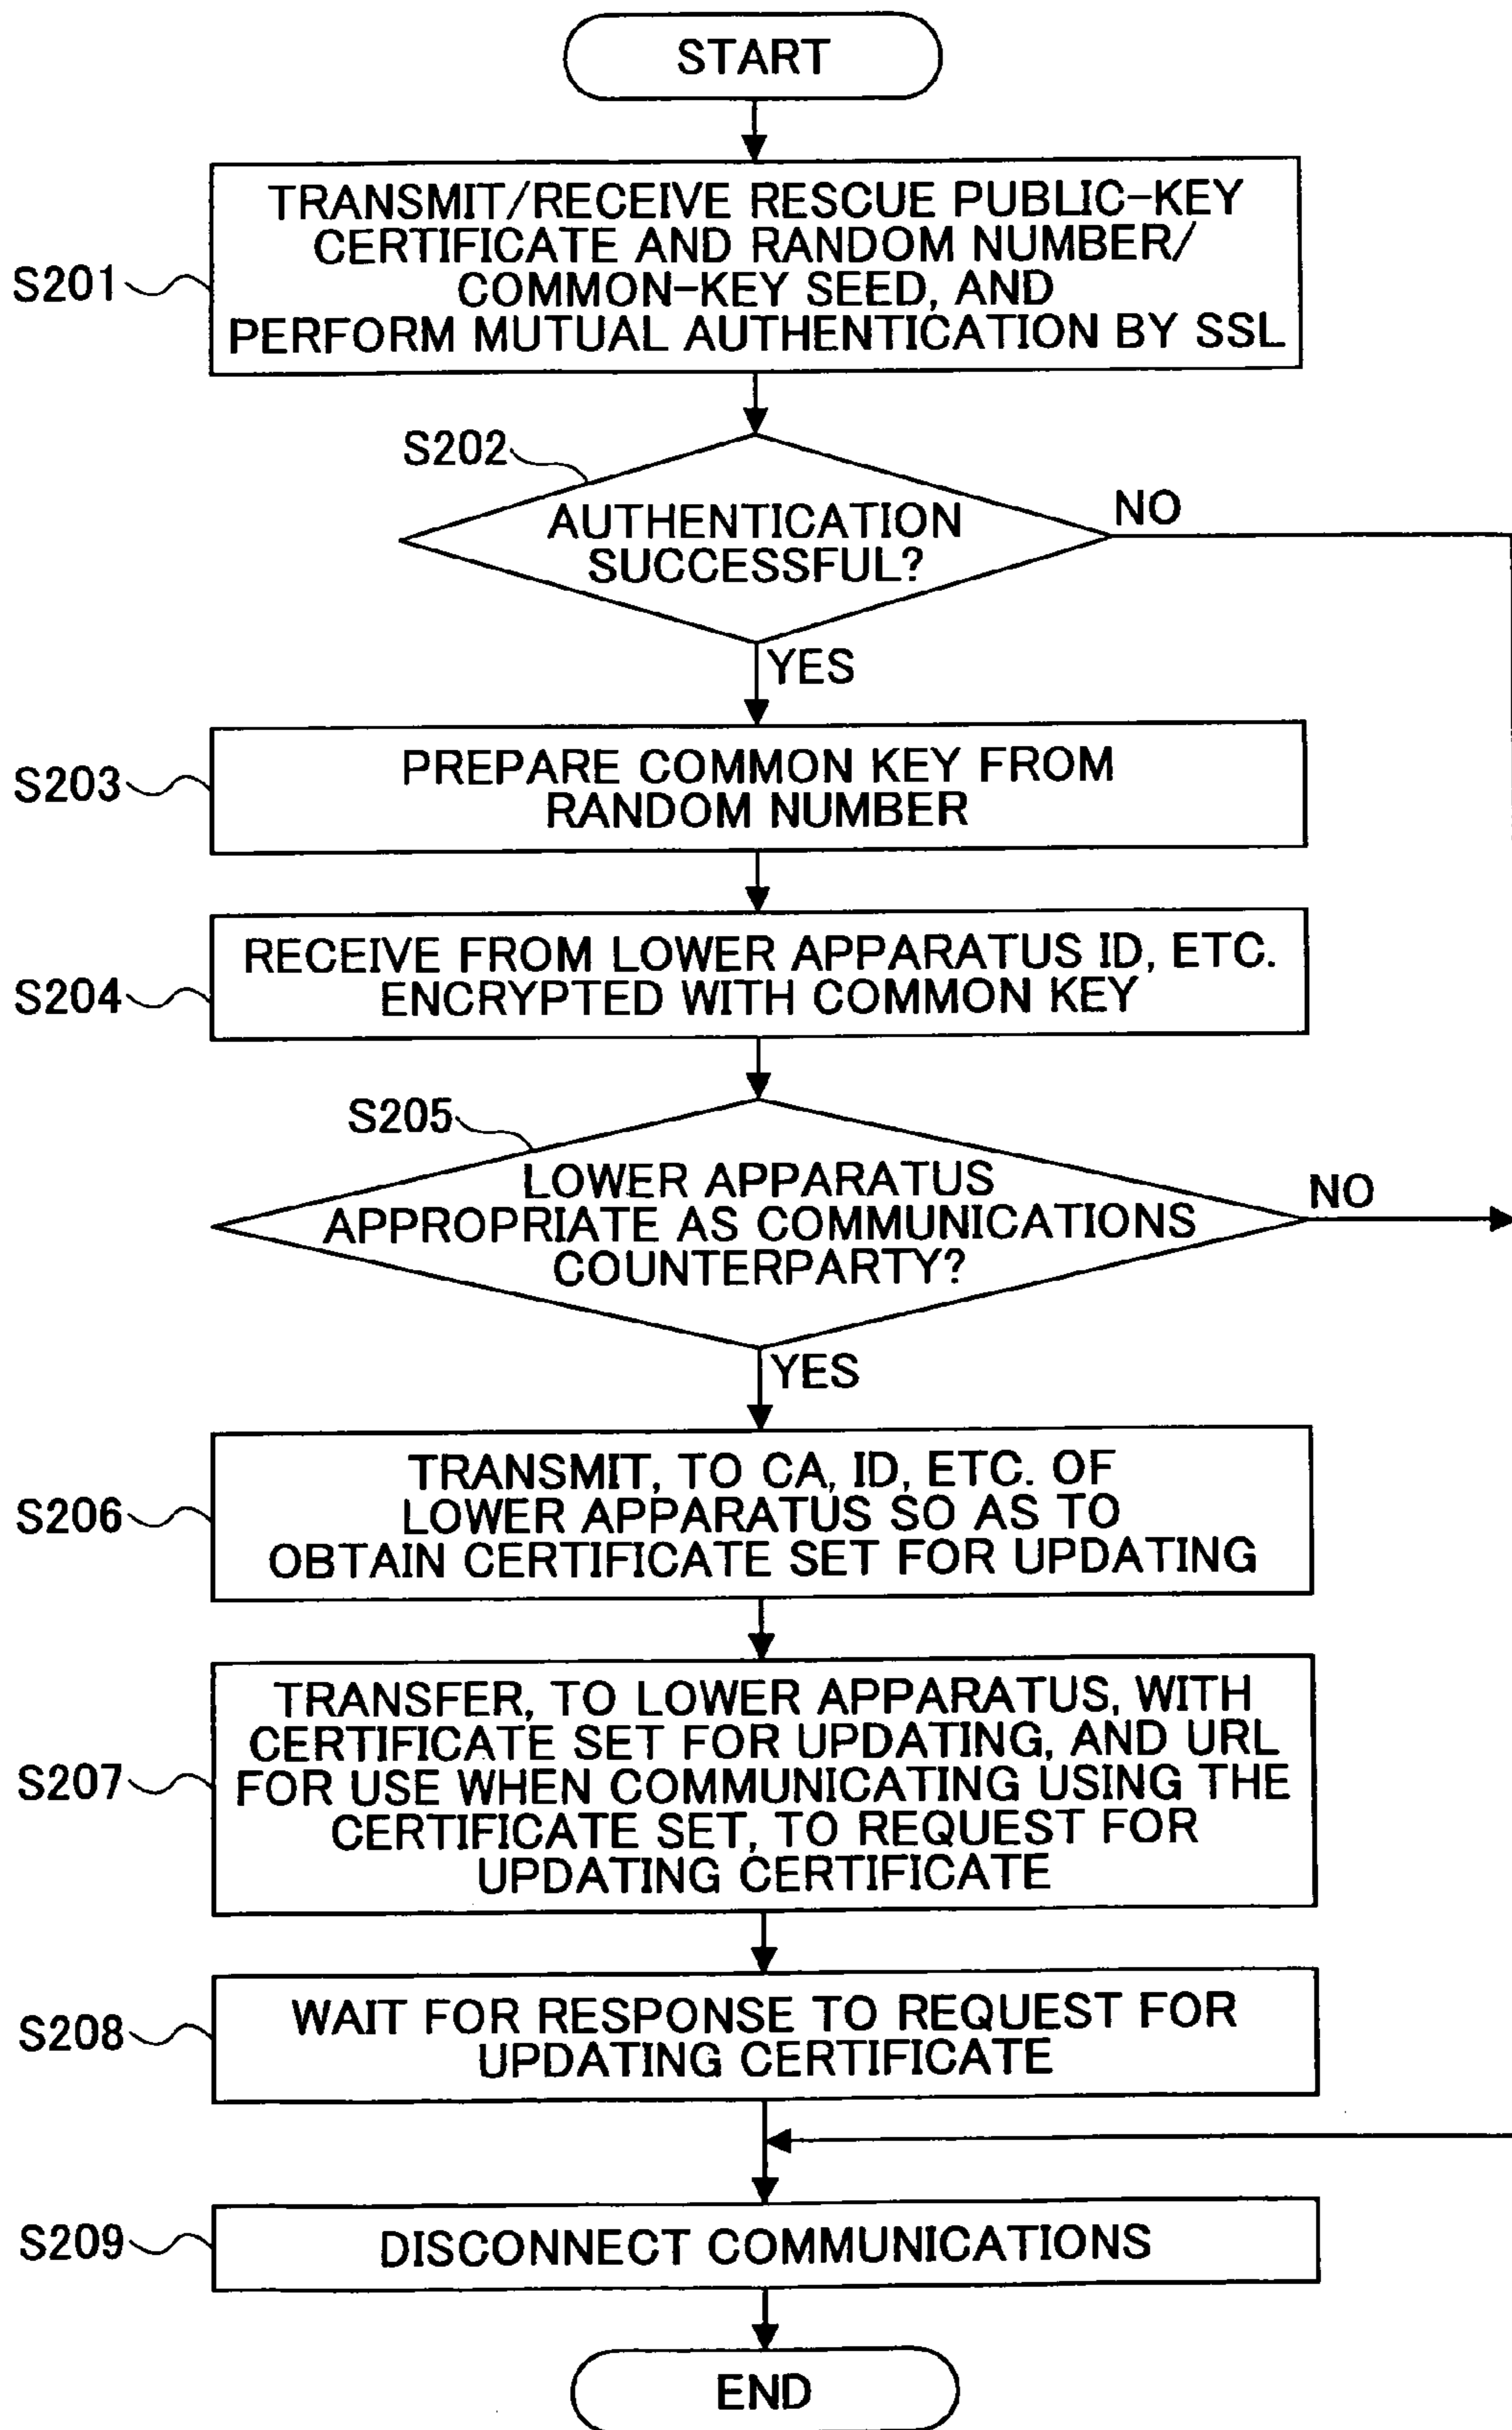 START
S201
TRANSMIT/RECEIVE RESCUE PUBLIC-KEY
CERTIFICATE AND RANDOM NUMBER/
COMMON-KEY SEED, AND
PERFORM MUTUAL AUTHENTICATION BY SSL
S202
AUTHENTICATION
SUCCESSFUL?
NO
YES
S203
PREPARE COMMON KEY FROM
RANDOM NUMBER
S204
RECEIVE FROM LOWER APPARATUS ID, ETC.
ENCRYPTED WITH COMMON KEY
S205
LOWER APPARATUS
APPROPRIATE AS COMMUNICATIONS
COUNTERPARTY?
NO
YES
S206
TRANSMIT, TO CA, ID, ETC. OF
LOWER APPARATUS SO AS TO
OBTAIN CERTIFICATE SET FOR UPDATING
S207
TRANSFER, TO LOWER APPARATUS, WITH
CERTIFICATE SET FOR UPDATING, AND URL
FOR USE WHEN COMMUNICATING USING THE
CERTIFICATE SET, TO REQUEST FOR
UPDATING CERTIFICATE
S208
WAIT FOR RESPONSE TO REQUEST FOR
UPDATING CERTIFICATE
S209
DISCONNECT COMMUNICATIONS
END